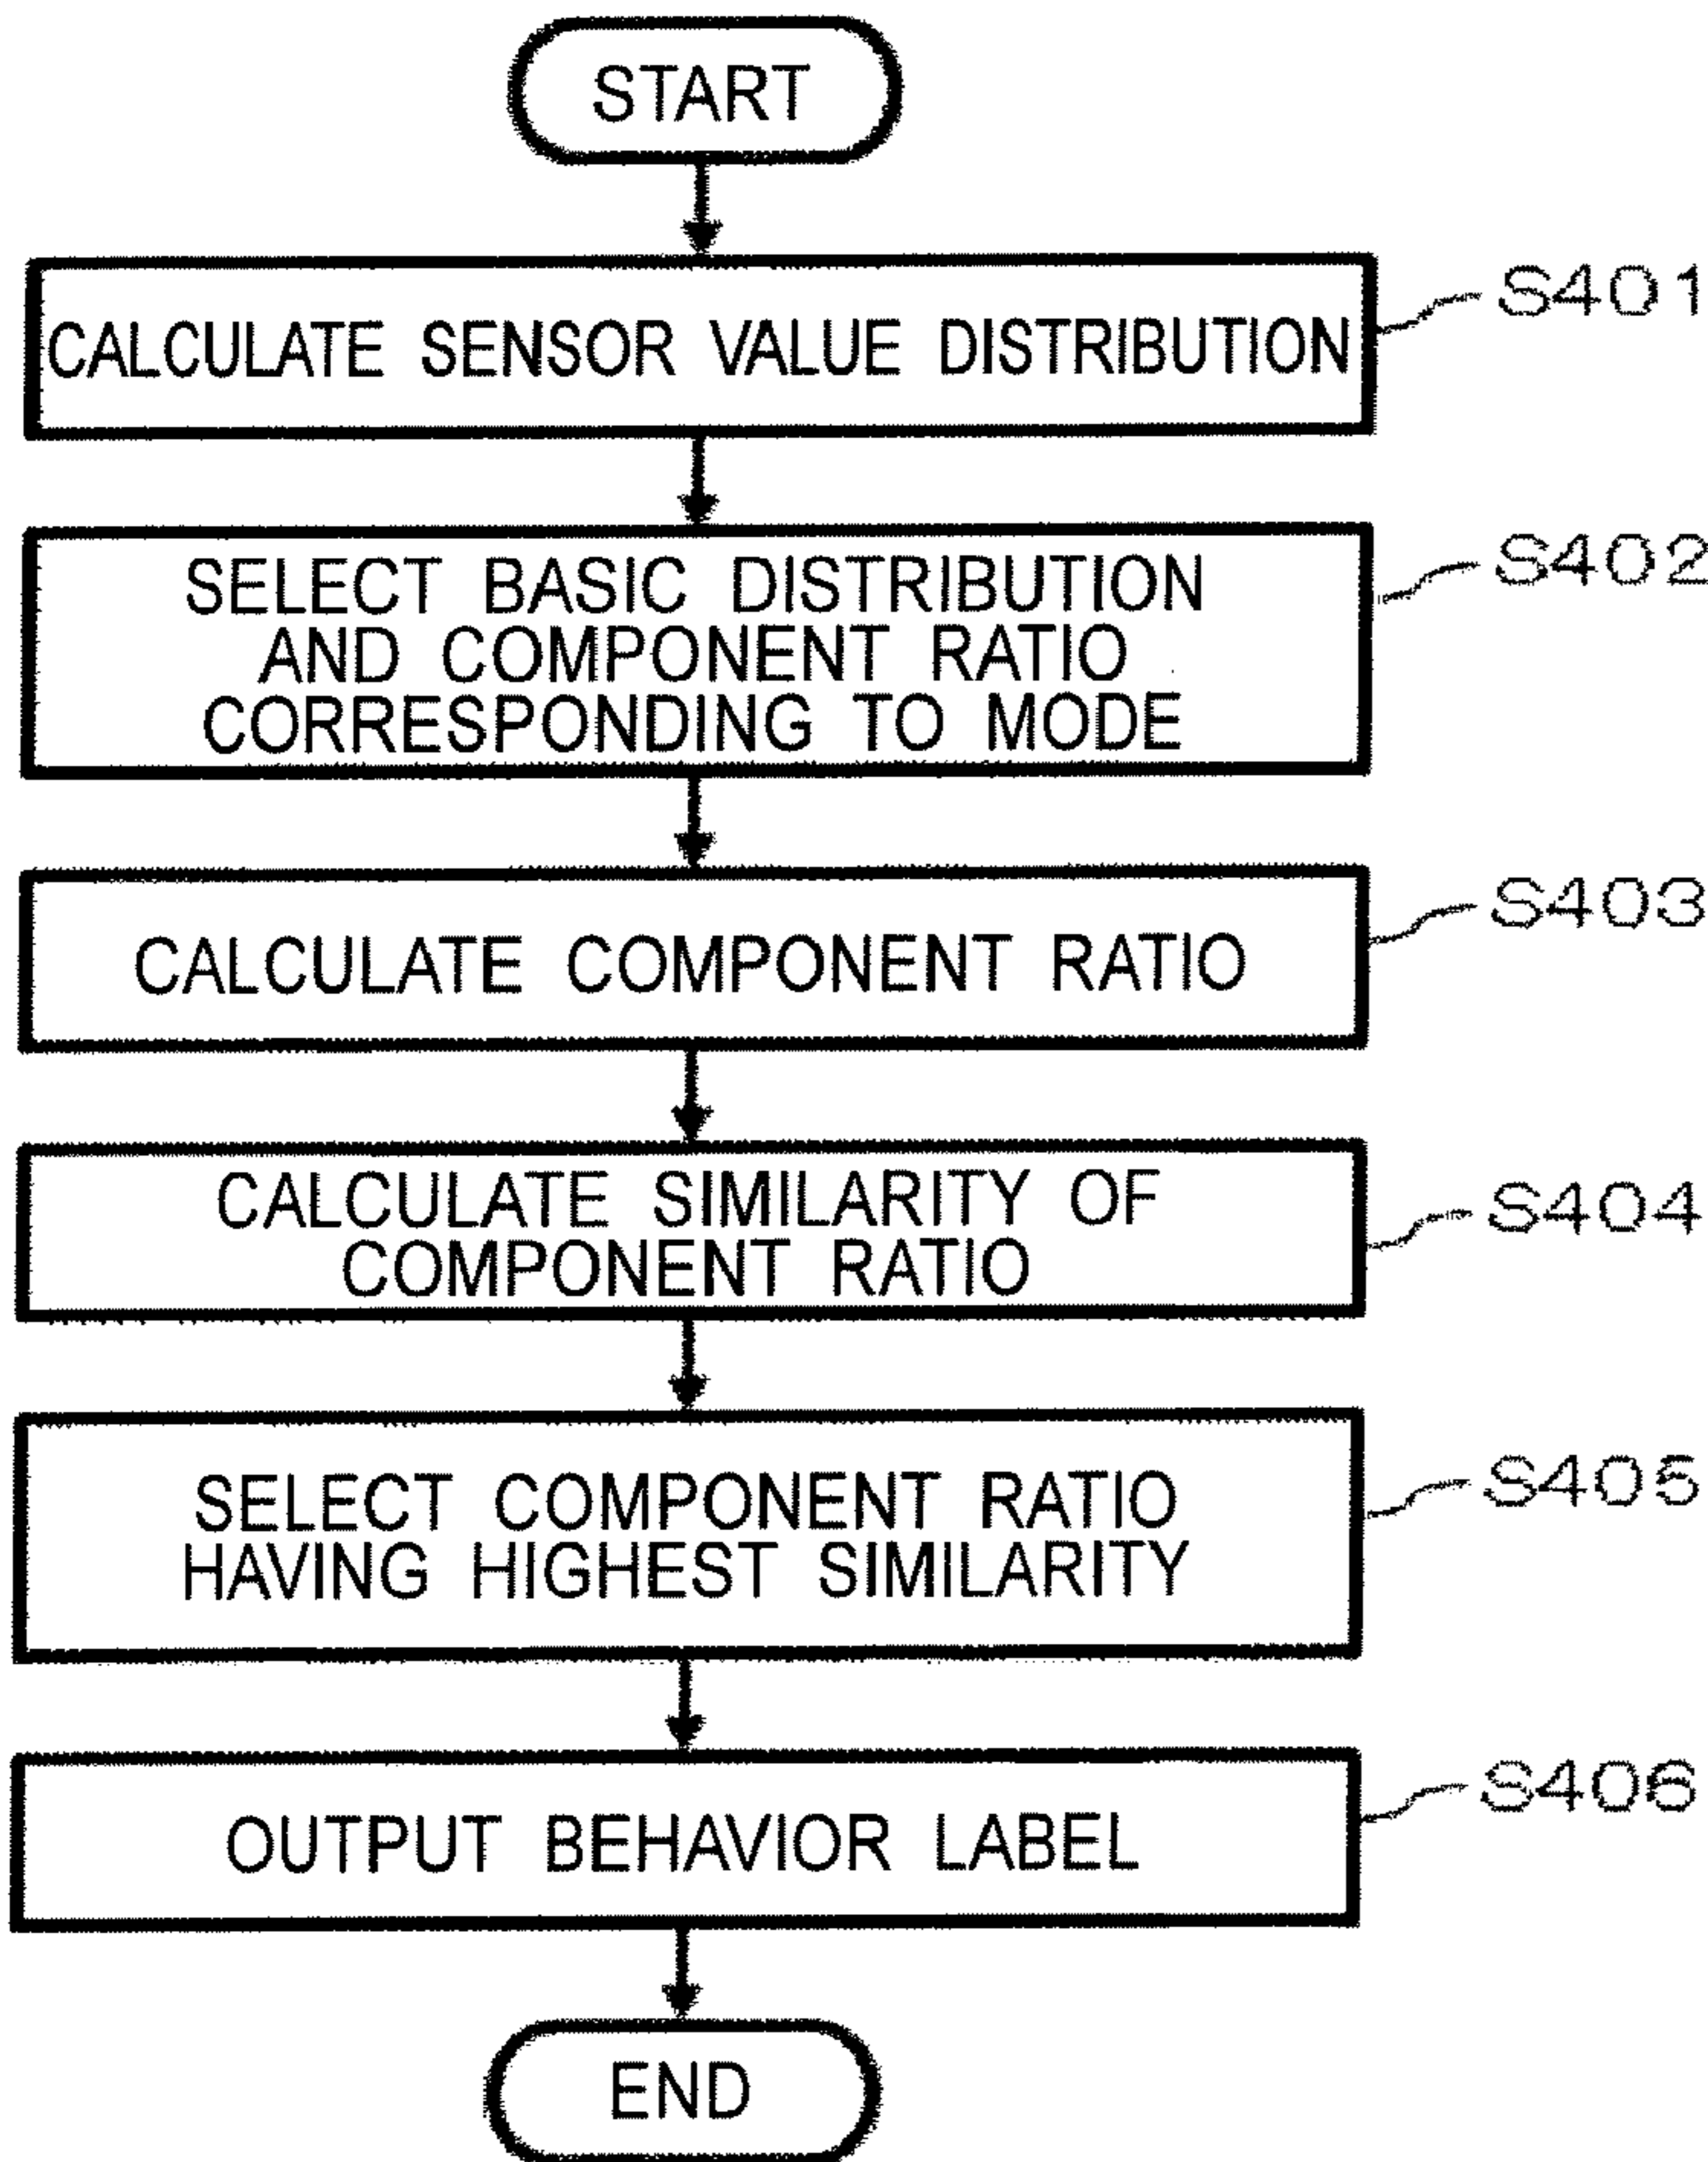 START
CALCULATE SENSOR VALUE DISTRIBUTION
S401
SELECT BASIC DISTRIBUTION
AND COMPONENT RATIO
CORRESPONDING TO MODE
S402
CALCULATE COMPONENT RATIO
S403
CALCULATE SIMILARITY OF
COMPONENT RATIO
S404
SELECT COMPONENT RATIO
HAVING HIGHEST SIMILARITY
S405
OUTPUT BEHAVIOR LABEL
S406
END